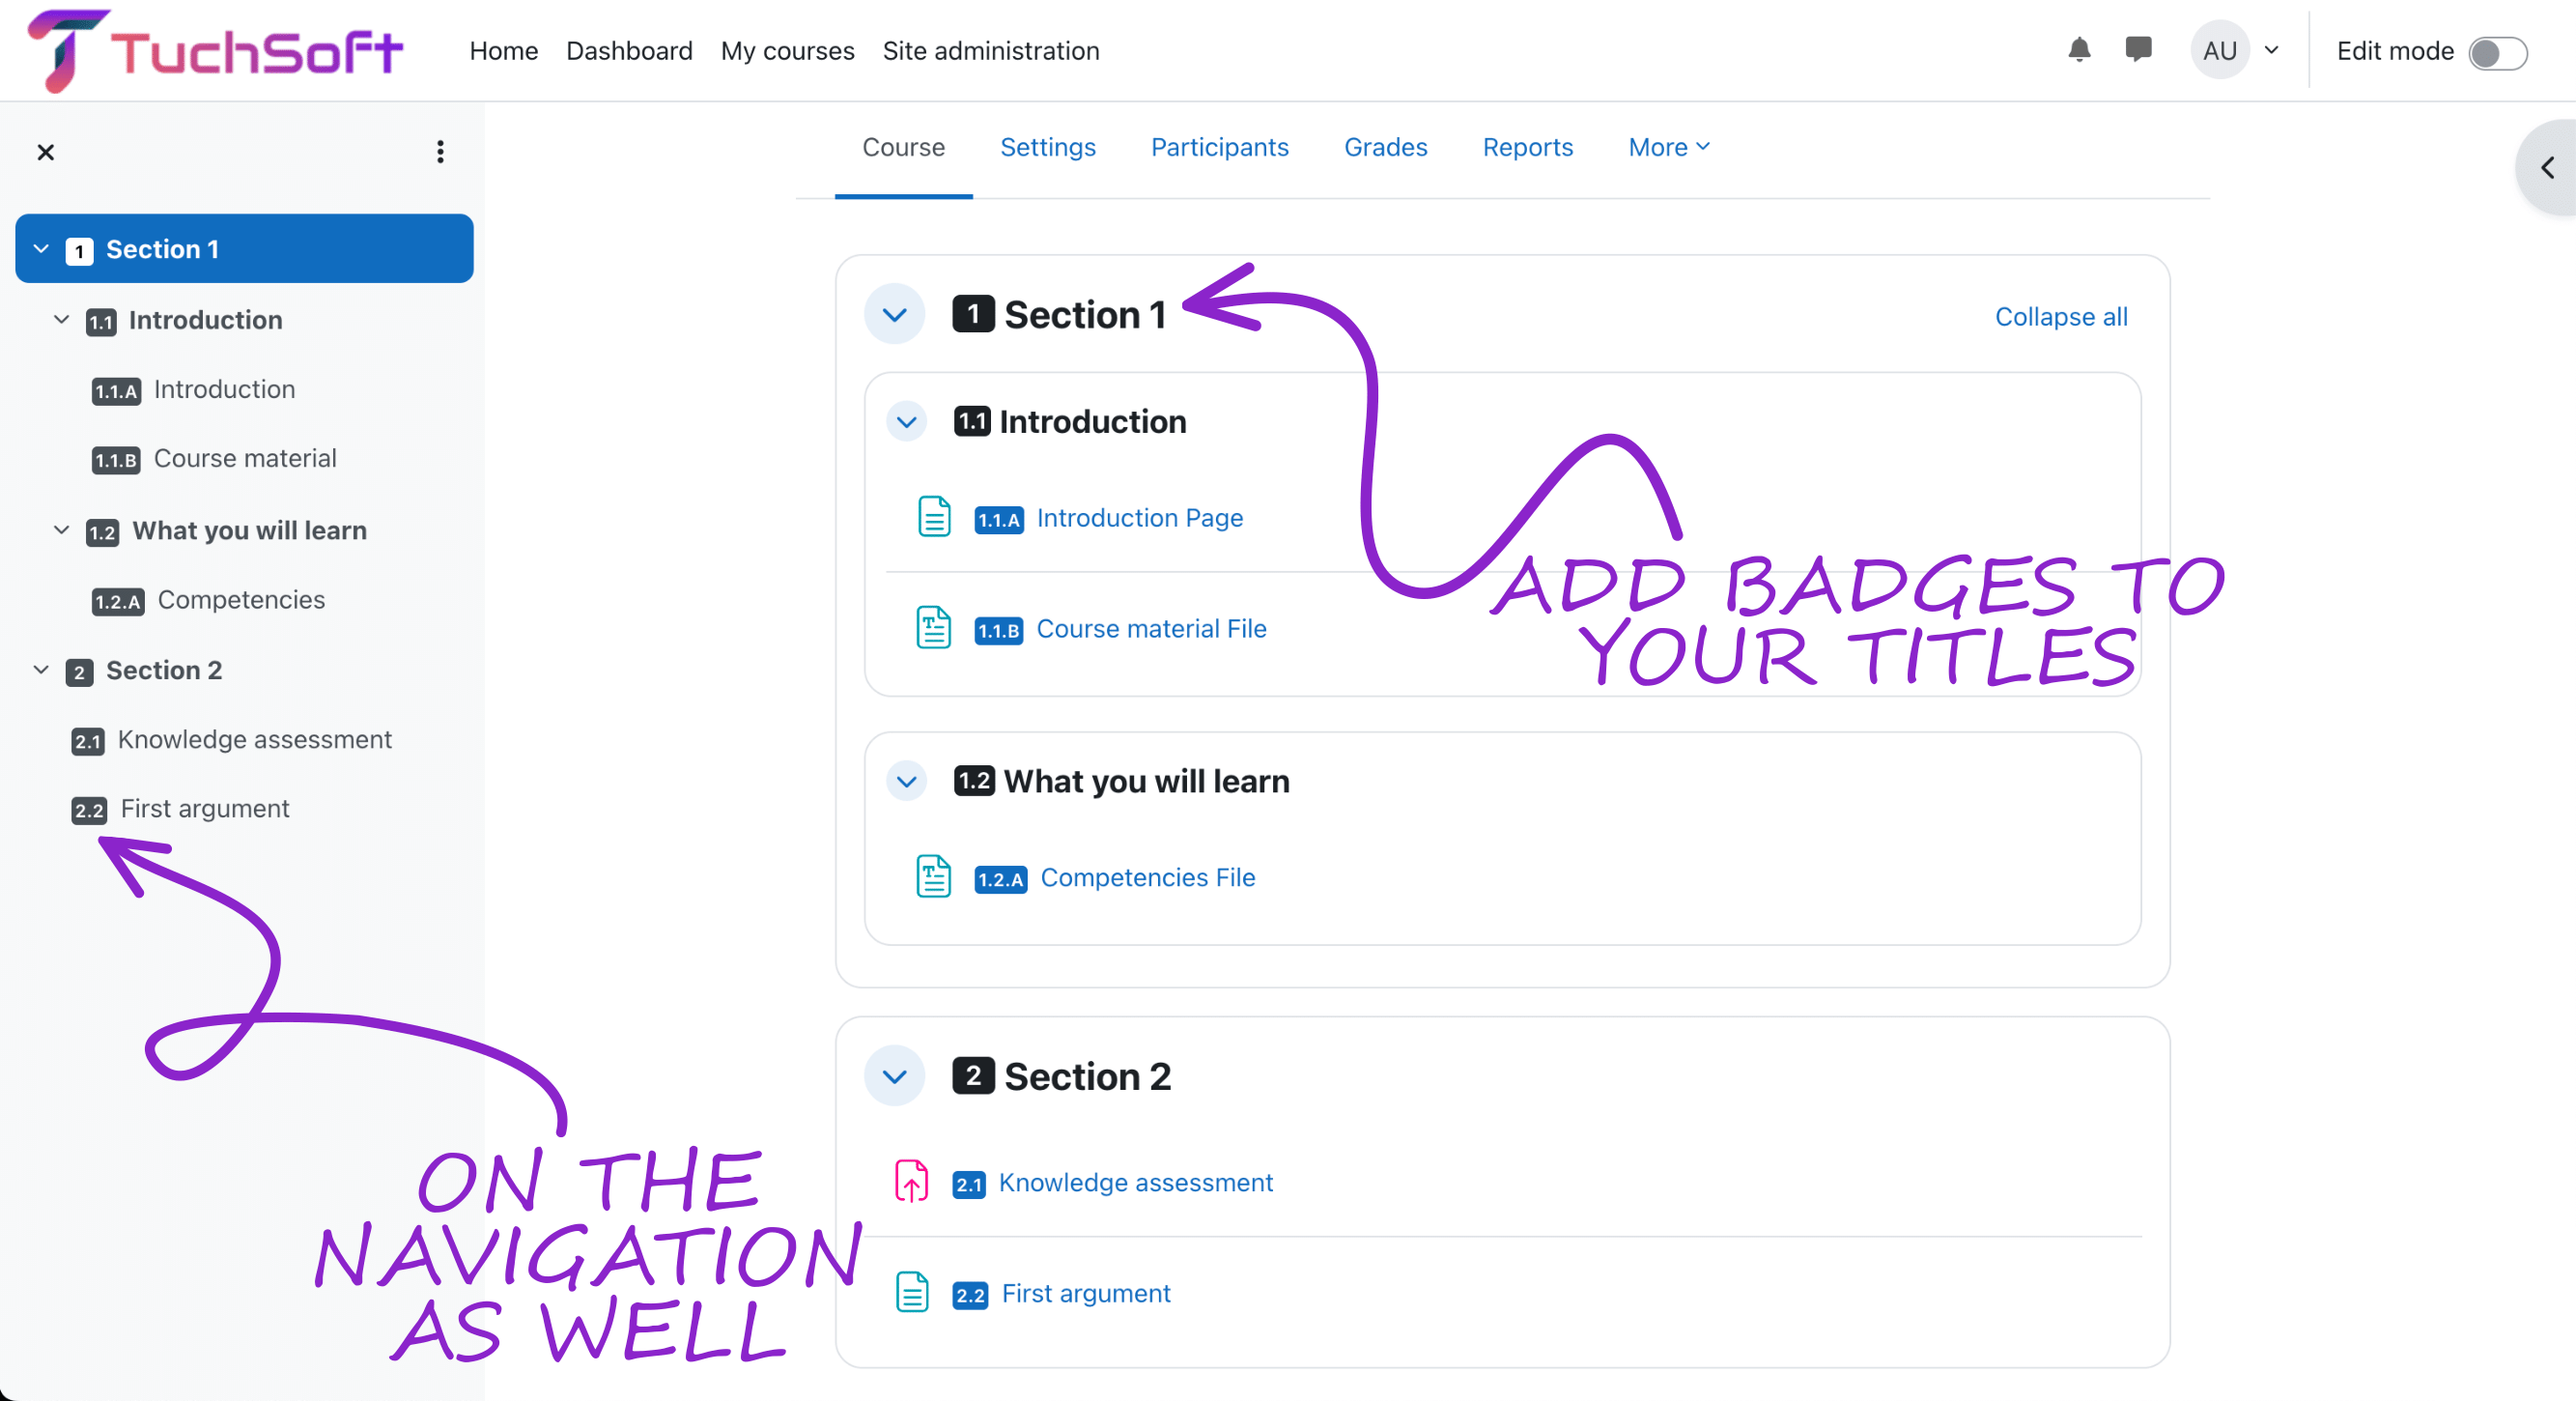 TuchSoft Home Dashboard My courses Site administration AU Edit mode
1 Section 1
1.1 Introduction
1.1.A Introduction
1.1.B Course material
1.2 What you will learn
1.2.A Competencies
2 Section 2
2.1 Knowledge assessment
2.2 First argument
ON THE
NAVIGATION
AS WELL
Course Settings Participants Grades Reports More
1 Section 1 Collapse all
1.1 Introduction
1.1.A Introduction Page
1.1.B Course material File
ADD BADGES TO
YOUR TITLES
1.2 What you will learn
1.2.A Competencies File
2 Section 2
2.1 Knowledge assessment
2.2 First argument